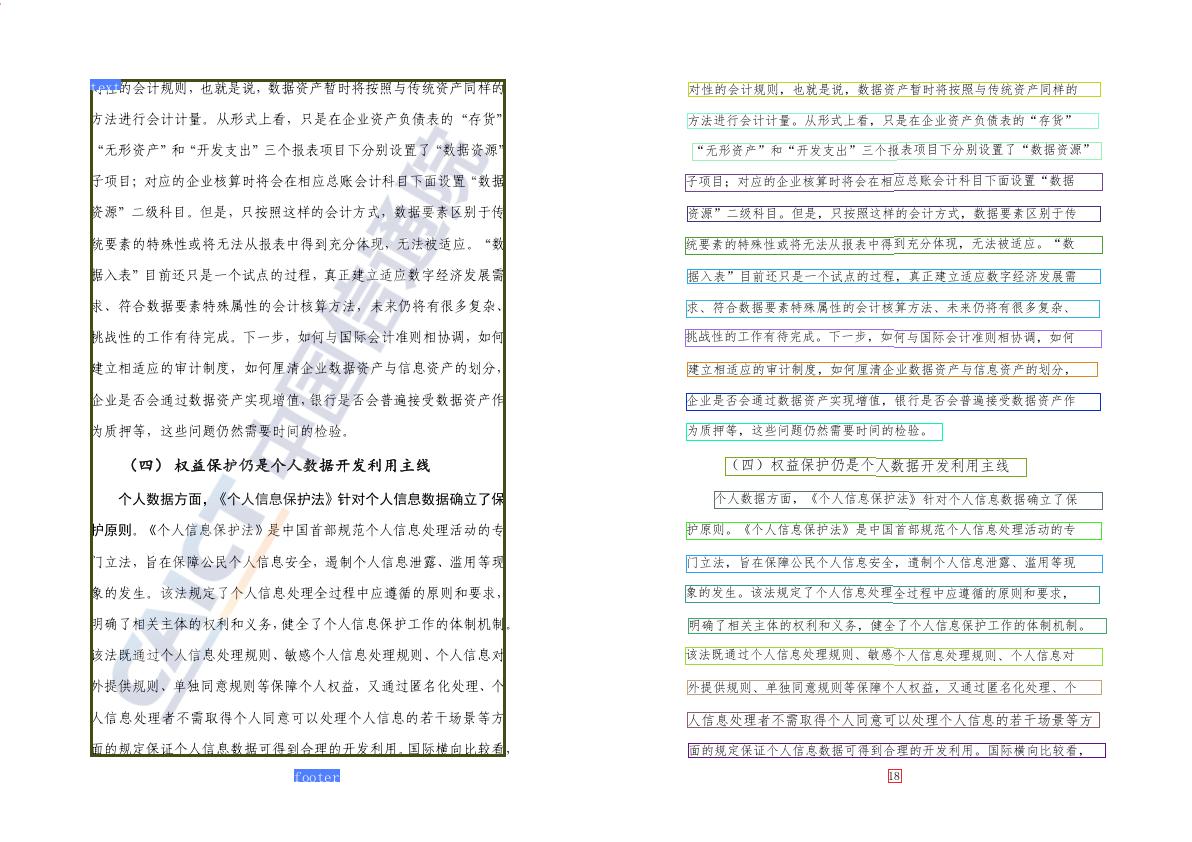 text
对性的会计规则，也就是说，数据资产暂时将按照与传统资产同样的
方法进行会计计量。从形式上看，只是在企业资产负债表的“存货”
“无形资产”和“开发支出”三个报表项目下分别设置了“数据资源”
子项目；对应的企业核算时将会在相应总账会计科目下面设置“数据
资源”二级科目。但是，只按照这样的会计方式，数据要素区别于传
统要素的特殊性或将无法从报表中得到充分体现，无法被适应。“数
据入表”目前还只是一个试点的过程，真正建立适应数字经济发展需
求、符合数据要素特殊属性的会计核算方法，未来仍将有很多复杂、
挑战性的工作有待完成。下一步，如何与国际会计准则相协调，如何
建立相适应的审计制度，如何厘清企业数据资产与信息资产的划分，
企业是否会通过数据资产实现增值，银行是否会普遍接受数据资产作
为质押等，这些问题仍然需要时间的检验。
（四） 权益保护仍是个人数据开发利用主线
个人数据方面，《个人信息保护法》针对个人信息数据确立了保
护原则。《个人信息保护法》是中国首部规范个人信息处理活动的专
门立法，旨在保障公民个人信息安全，遏制个人信息泄露、滥用等现
象的发生。该法规定了个人信息处理全过程中应遵循的原则和要求，
明确了相关主体的权利和义务，健全了个人信息保护工作的体制机制。
该法既通过个人信息处理规则、敏感个人信息处理规则、个人信息对
外提供规则、单独同意规则等保障个人权益，又通过匿名化处理、个
人信息处理者不需取得个人同意可以处理个人信息的若干场景等方
面的规定保证个人信息数据可得到合理的开发利用。国际横向比较看，
footer
CAICT 中国信通院
对性的会计规则，也就是说，数据资产暂时将按照与传统资产同样的
方法进行会计计量。从形式上看，只是在企业资产负债表的“存货”
“无形资产”和“开发支出”三个报表项目下分别设置了“数据资源”
子项目；对应的企业核算时将会在相应总账会计科目下面设置“数据
资源”二级科目。但是，只按照这样的会计方式，数据要素区别于传
统要素的特殊性或将无法从报表中得到充分体现，无法被适应。“数
据入表”目前还只是一个试点的过程，真正建立适应数字经济发展需
求、符合数据要素特殊属性的会计核算方法、未来仍将有很多复杂、
挑战性的工作有待完成。下一步，如何与国际会计准则相协调，如何
建立相适应的审计制度，如何厘清企业数据资产与信息资产的划分，
企业是否会通过数据资产实现增值，银行是否会普遍接受数据资产作
为质押等，这些问题仍然需要时间的检验。
（四）权益保护仍是个人数据开发利用主线
个人数据方面，《个人信息保护法》针对个人信息数据确立了保
护原则。《个人信息保护法》是中国首部规范个人信息处理活动的专
门立法，旨在保障公民个人信息安全，遏制个人信息泄露、滥用等现
象的发生。该法规定了个人信息处理全过程中应遵循的原则和要求，
明确了相关主体的权利和义务，健全了个人信息保护工作的体制机制。
该法既通过个人信息处理规则、敏感个人信息处理规则、个人信息对
外提供规则、单独同意规则等保障个人权益，又通过匿名化处理、个
人信息处理者不需取得个人同意可以处理个人信息的若干场景等方
面的规定保证个人信息数据可得到合理的开发利用。国际横向比较看，
18